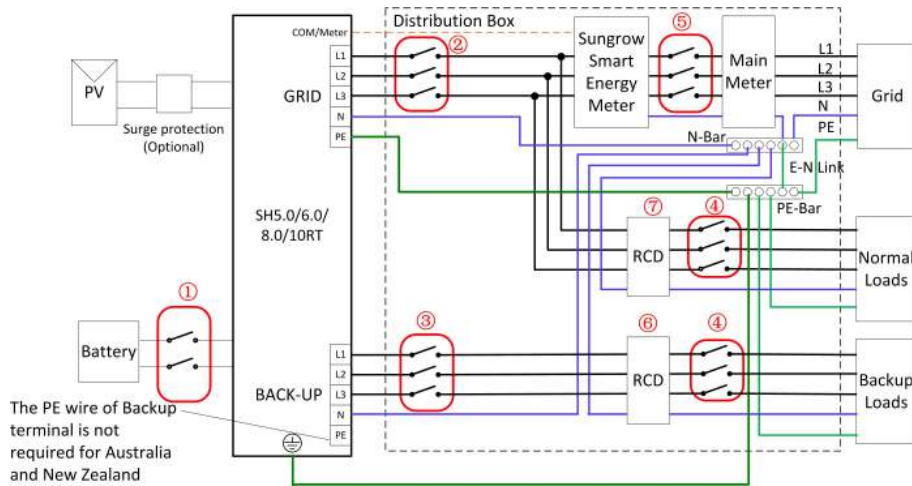 Distribution Box
COM/Meter
②
⑤
L1
L2
L3
N
PE
GRID
Sungrow
Smart
Energy
Meter
Main
Meter
L1
L2
L3
N
PE
Grid
PV
Surge protection
(Optional)
N-Bar
E-N Link
PE-Bar
SH5.0/6.0/
8.0/10RT
⑦
④
RCD
Normal
Loads
①
Battery
③
⑥
④
L1
L2
L3
N
PE
BACK-UP
RCD
Backup
Loads
The PE wire of Backup
terminal is not
required for Australia
and New Zealand